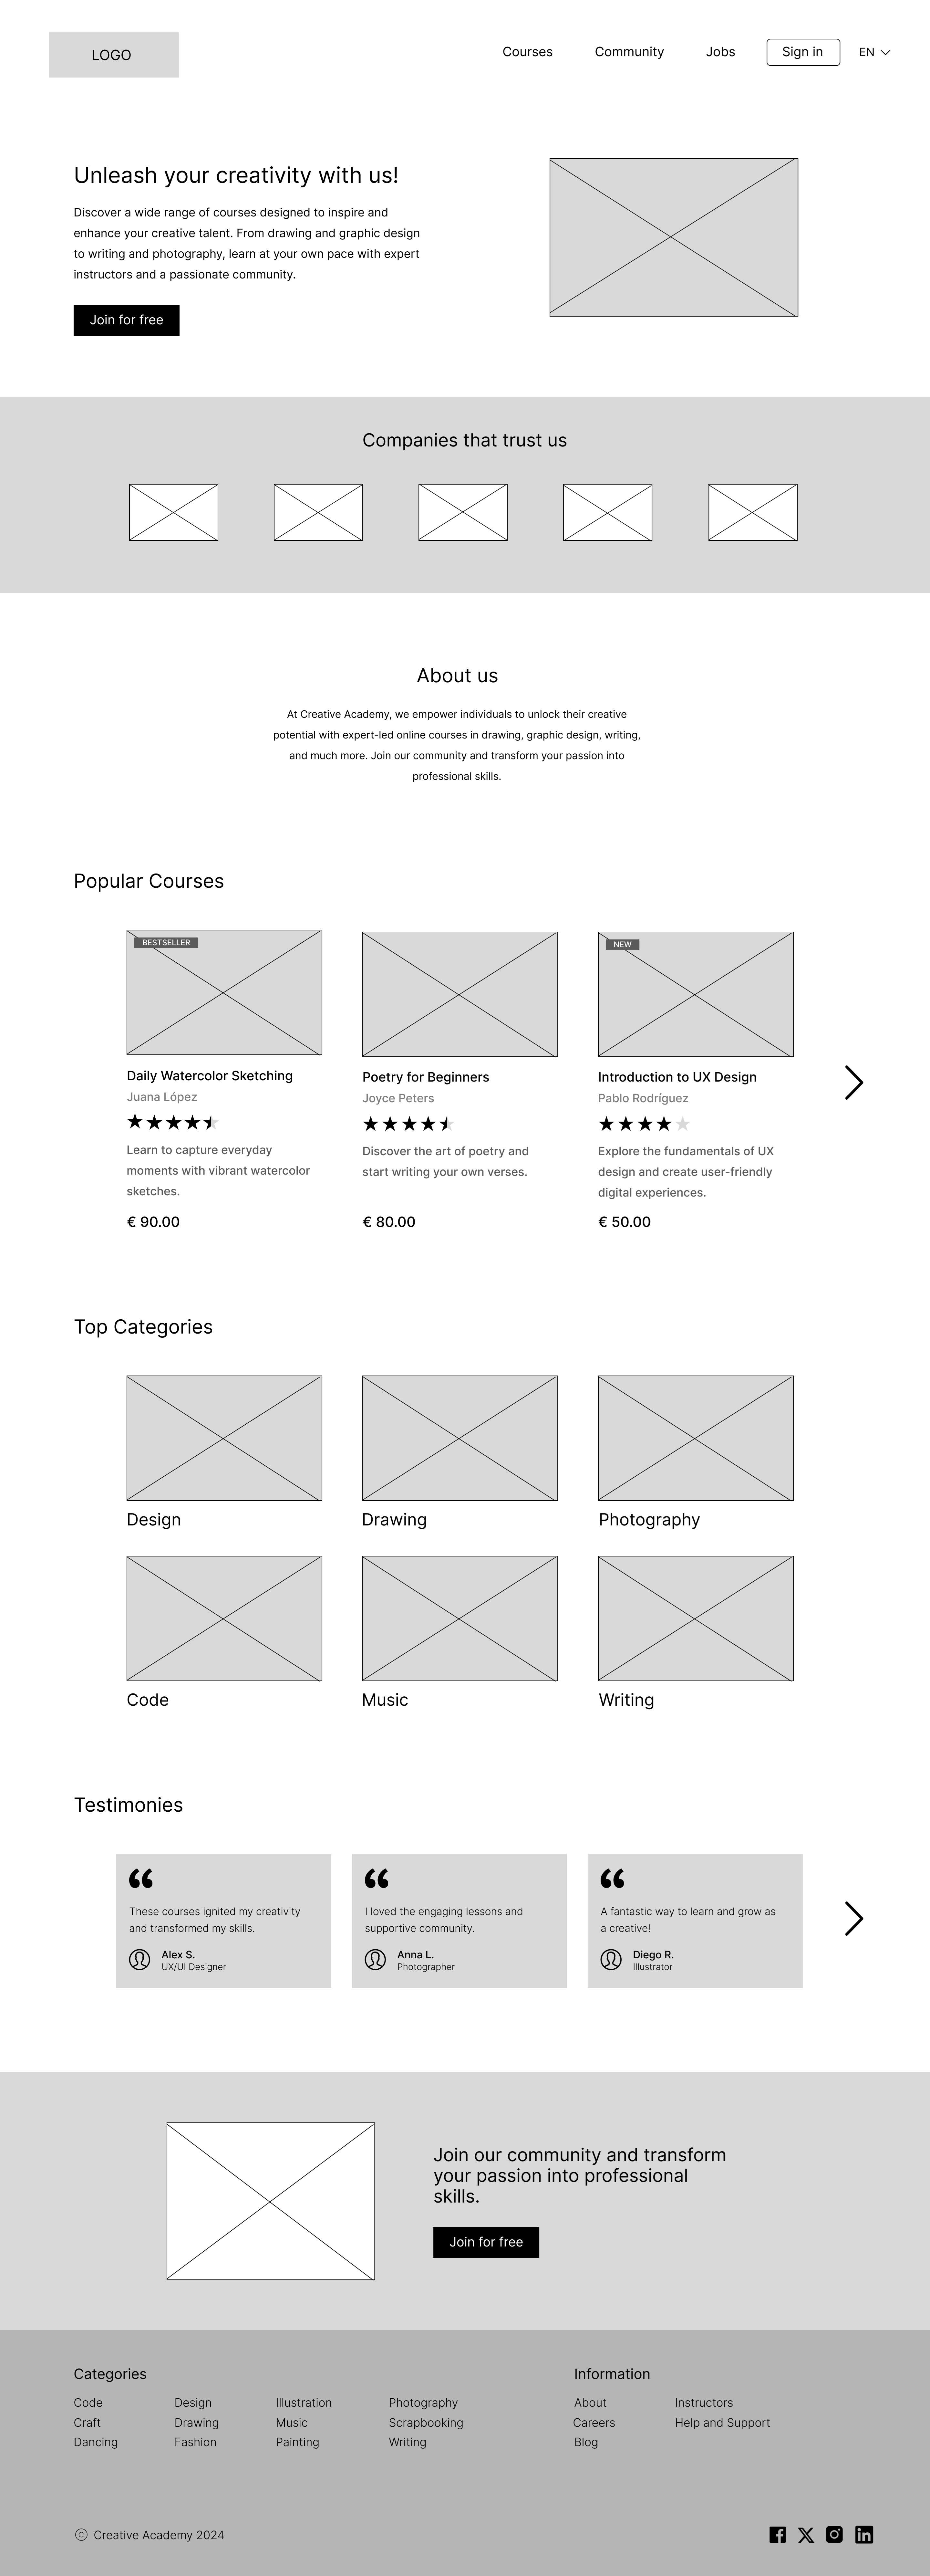 LOGO
Courses
Community
Jobs
Sign in
EN
Unleash your creativity with us!
Discover a wide range of courses designed to inspire and
enhance your creative talent. From drawing and graphic design
to writing and photography, learn at your own pace with expert
instructors and a passionate community.
Join for free
Companies that trust us
About us
At Creative Academy, we empower individuals to unlock their creative
potential with expert-led online courses in drawing, graphic design, writing,
and much more. Join our community and transform your passion into
professional skills.
Popular Courses
BESTSELLER
Daily Watercolor Sketching
Juana López
Learn to capture everyday
moments with vibrant watercolor
sketches.
€ 90.00
Poetry for Beginners
Joyce Peters
Discover the art of poetry and
start writing your own verses.
€ 80.00
NEW
Introduction to UX Design
Pablo Rodríguez
Explore the fundamentals of UX
design and create user-friendly
digital experiences.
€ 50.00
Top Categories
Design
Drawing
Photography
Code
Music
Writing
Testimonies
These courses ignited my creativity
and transformed my skills.
Alex S.
UX/UI Designer
I loved the engaging lessons and
supportive community.
Anna L.
Photographer
A fantastic way to learn and grow as
a creative!
Diego R.
Illustrator
Join our community and transform
your passion into professional
skills.
Join for free
Categories
Code
Craft
Dancing
Design
Drawing
Fashion
Illustration
Music
Painting
Photography
Scrapbooking
Writing
Information
About
Careers
Blog
Instructors
Help and Support
© Creative Academy 2024